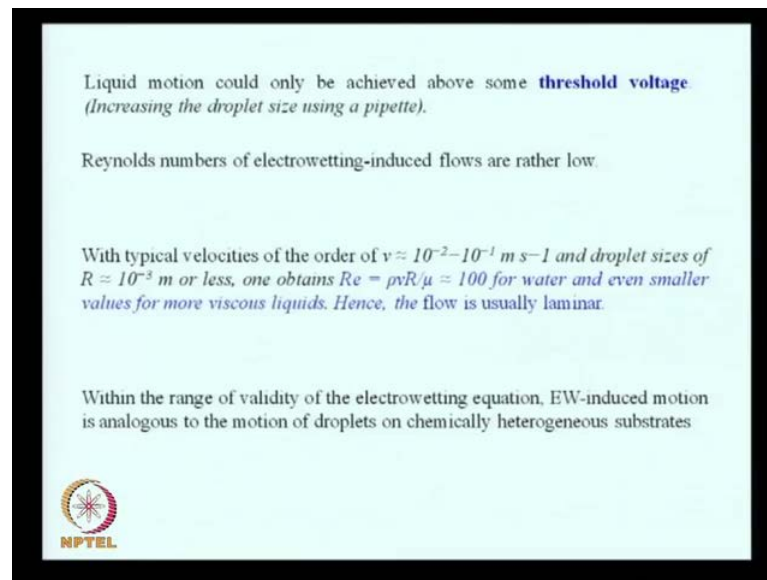 Liquid motion could only be achieved above some threshold voltage.
(Increasing the droplet size using a pipette).
Reynolds numbers of electrowetting-induced flows are rather low.
With typical velocities of the order of v ≈ 10⁻²–10⁻¹ m s–1 and droplet sizes of
R ≈ 10⁻³ m or less, one obtains Re = ρvR/μ ≈ 100 for water and even smaller
values for more viscous liquids. Hence, the flow is usually laminar.
Within the range of validity of the electrowetting equation, EW-induced motion
is analogous to the motion of droplets on chemically heterogeneous substrates
NPTEL